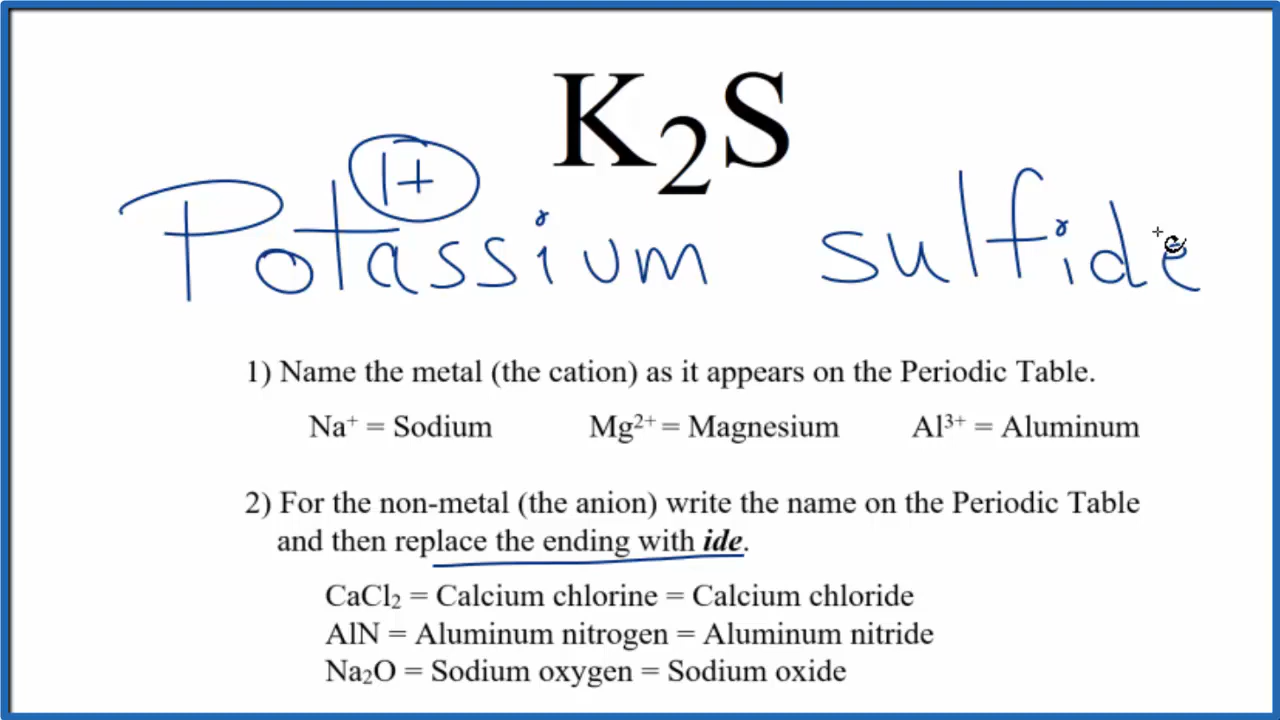 K₂S
1+
Potassium sulfide
1) Name the metal (the cation) as it appears on the Periodic Table.
Na⁺ = Sodium Mg²⁺ = Magnesium Al³⁺ = Aluminum
2) For the non-metal (the anion) write the name on the Periodic Table
and then replace the ending with ide.
CaCl₂ = Calcium chlorine = Calcium chloride
AlN = Aluminum nitrogen = Aluminum nitride
Na₂O = Sodium oxygen = Sodium oxide